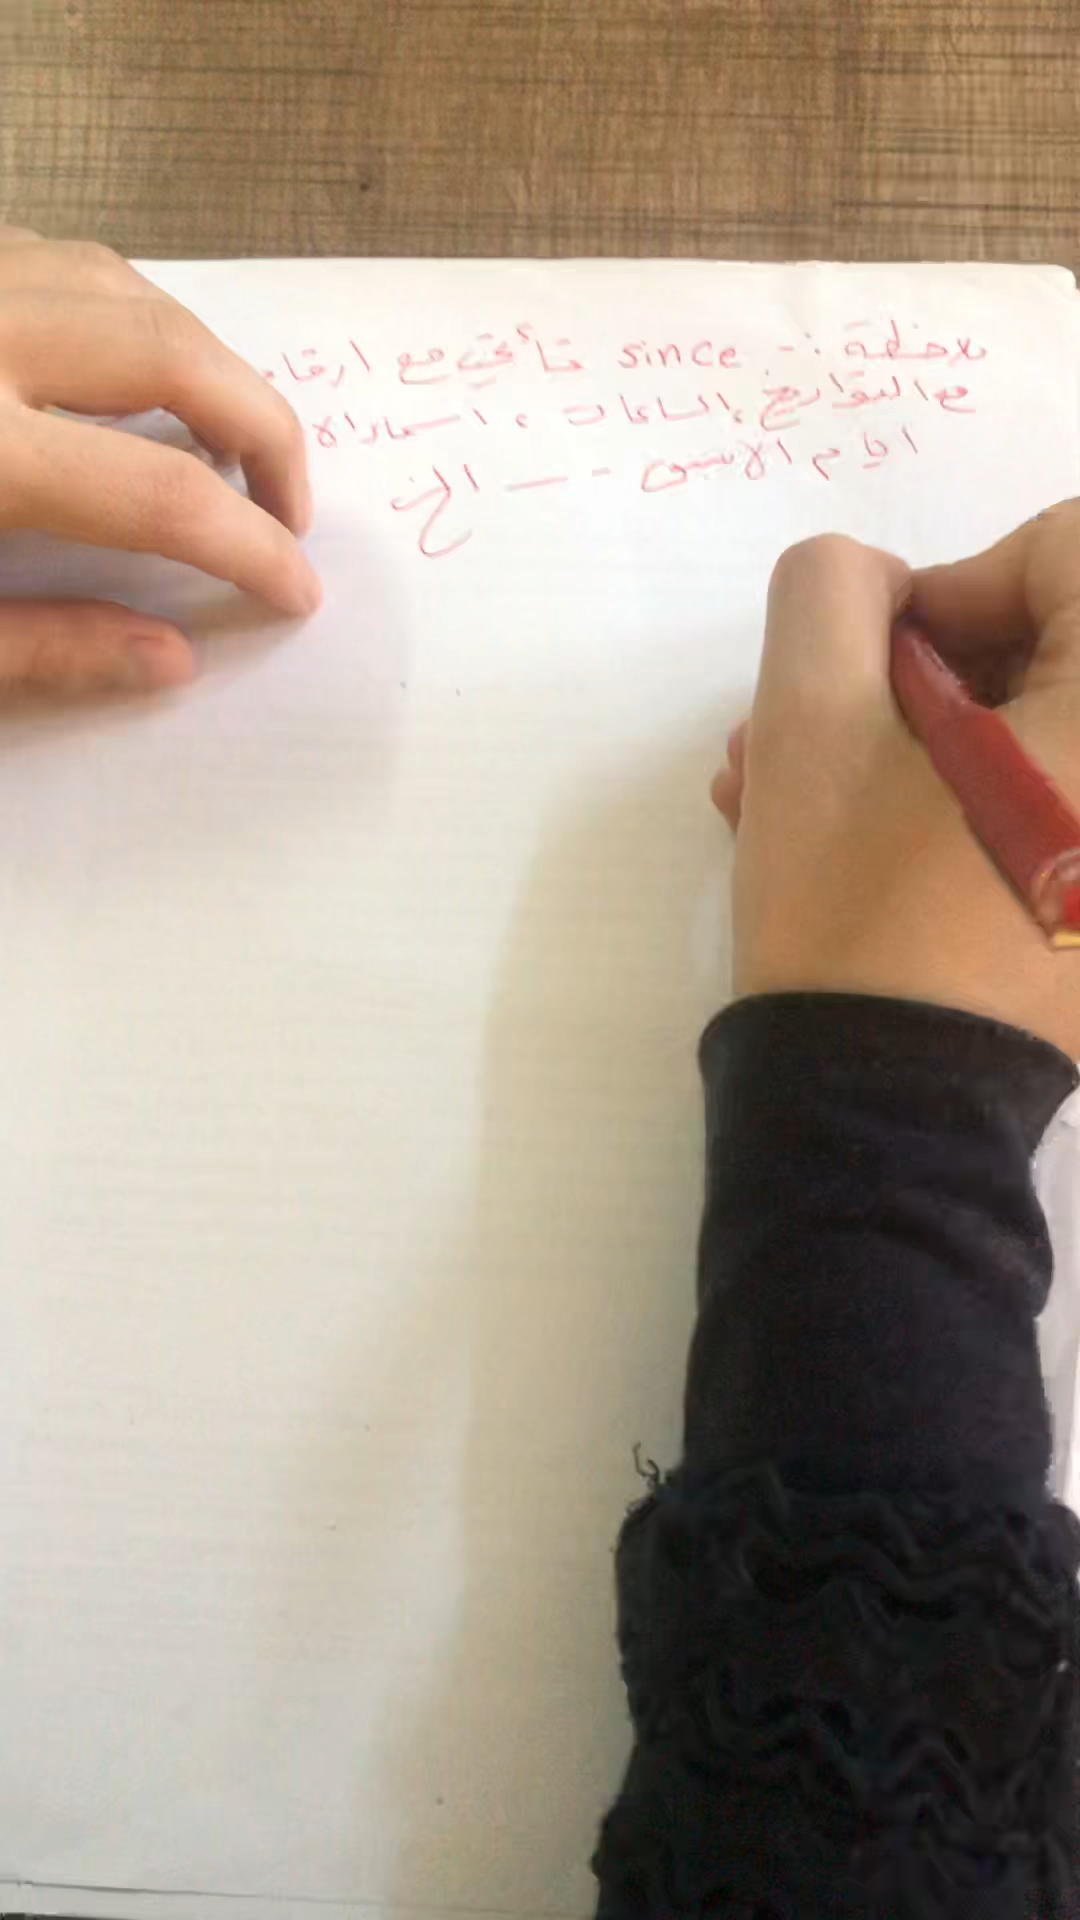 ملاحظة :- since تأتي مع ارقام
مع التواريخ ، الساعات ، اسماء الا
ايام الاسبوع - — الخ